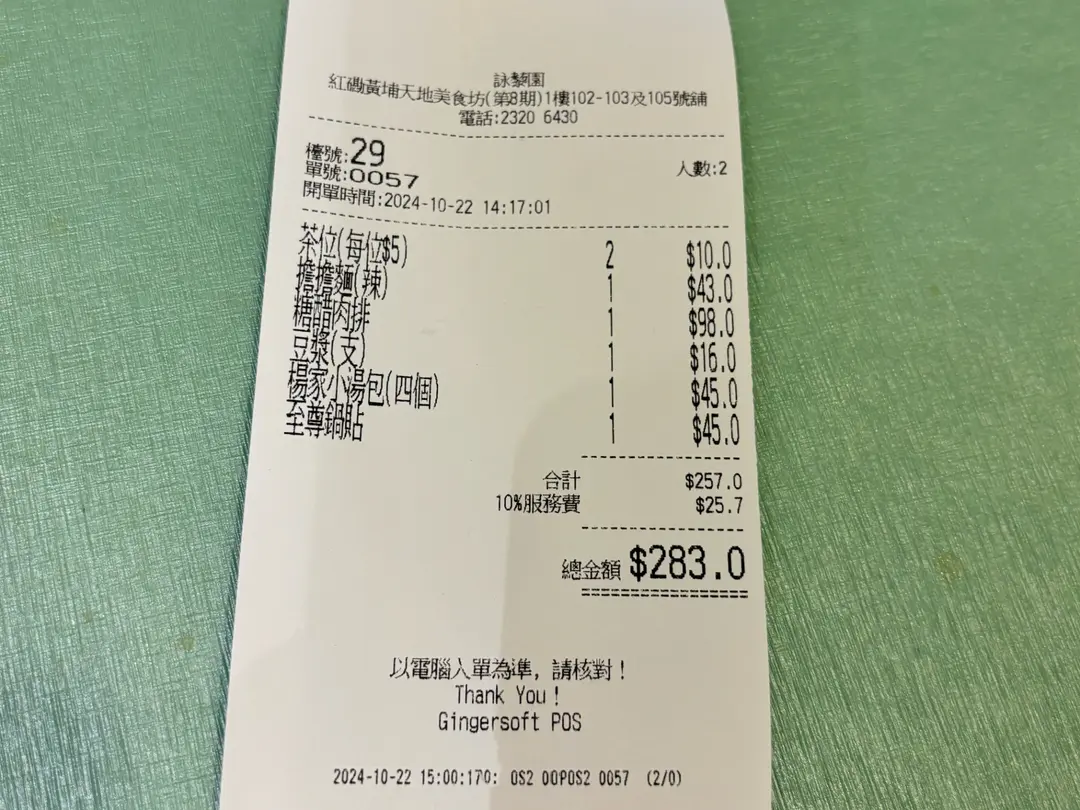 詠藜園
紅磡黃埔天地美食坊(第8期)1樓102-103及105號舖
電話:2320 6430
檯號:29
人數:2
單號:0057
開單時間:2024-10-22 14:17:01
茶位(每位$5) 2 $10.0
擔擔麵(辣) 1 $43.0
糖醋肉排 1 $98.0
豆漿(支) 1 $16.0
楊家小湯包(四個) 1 $45.0
至尊鍋貼 1 $45.0
合計 $257.0
10%服務費 $25.7
總金額 $283.0
以電腦入單為準, 請核對!
Thank You!
Gingersoft POS
2024-10-22 15:00:170: 0S2 00P0S2 0057 (2/0)